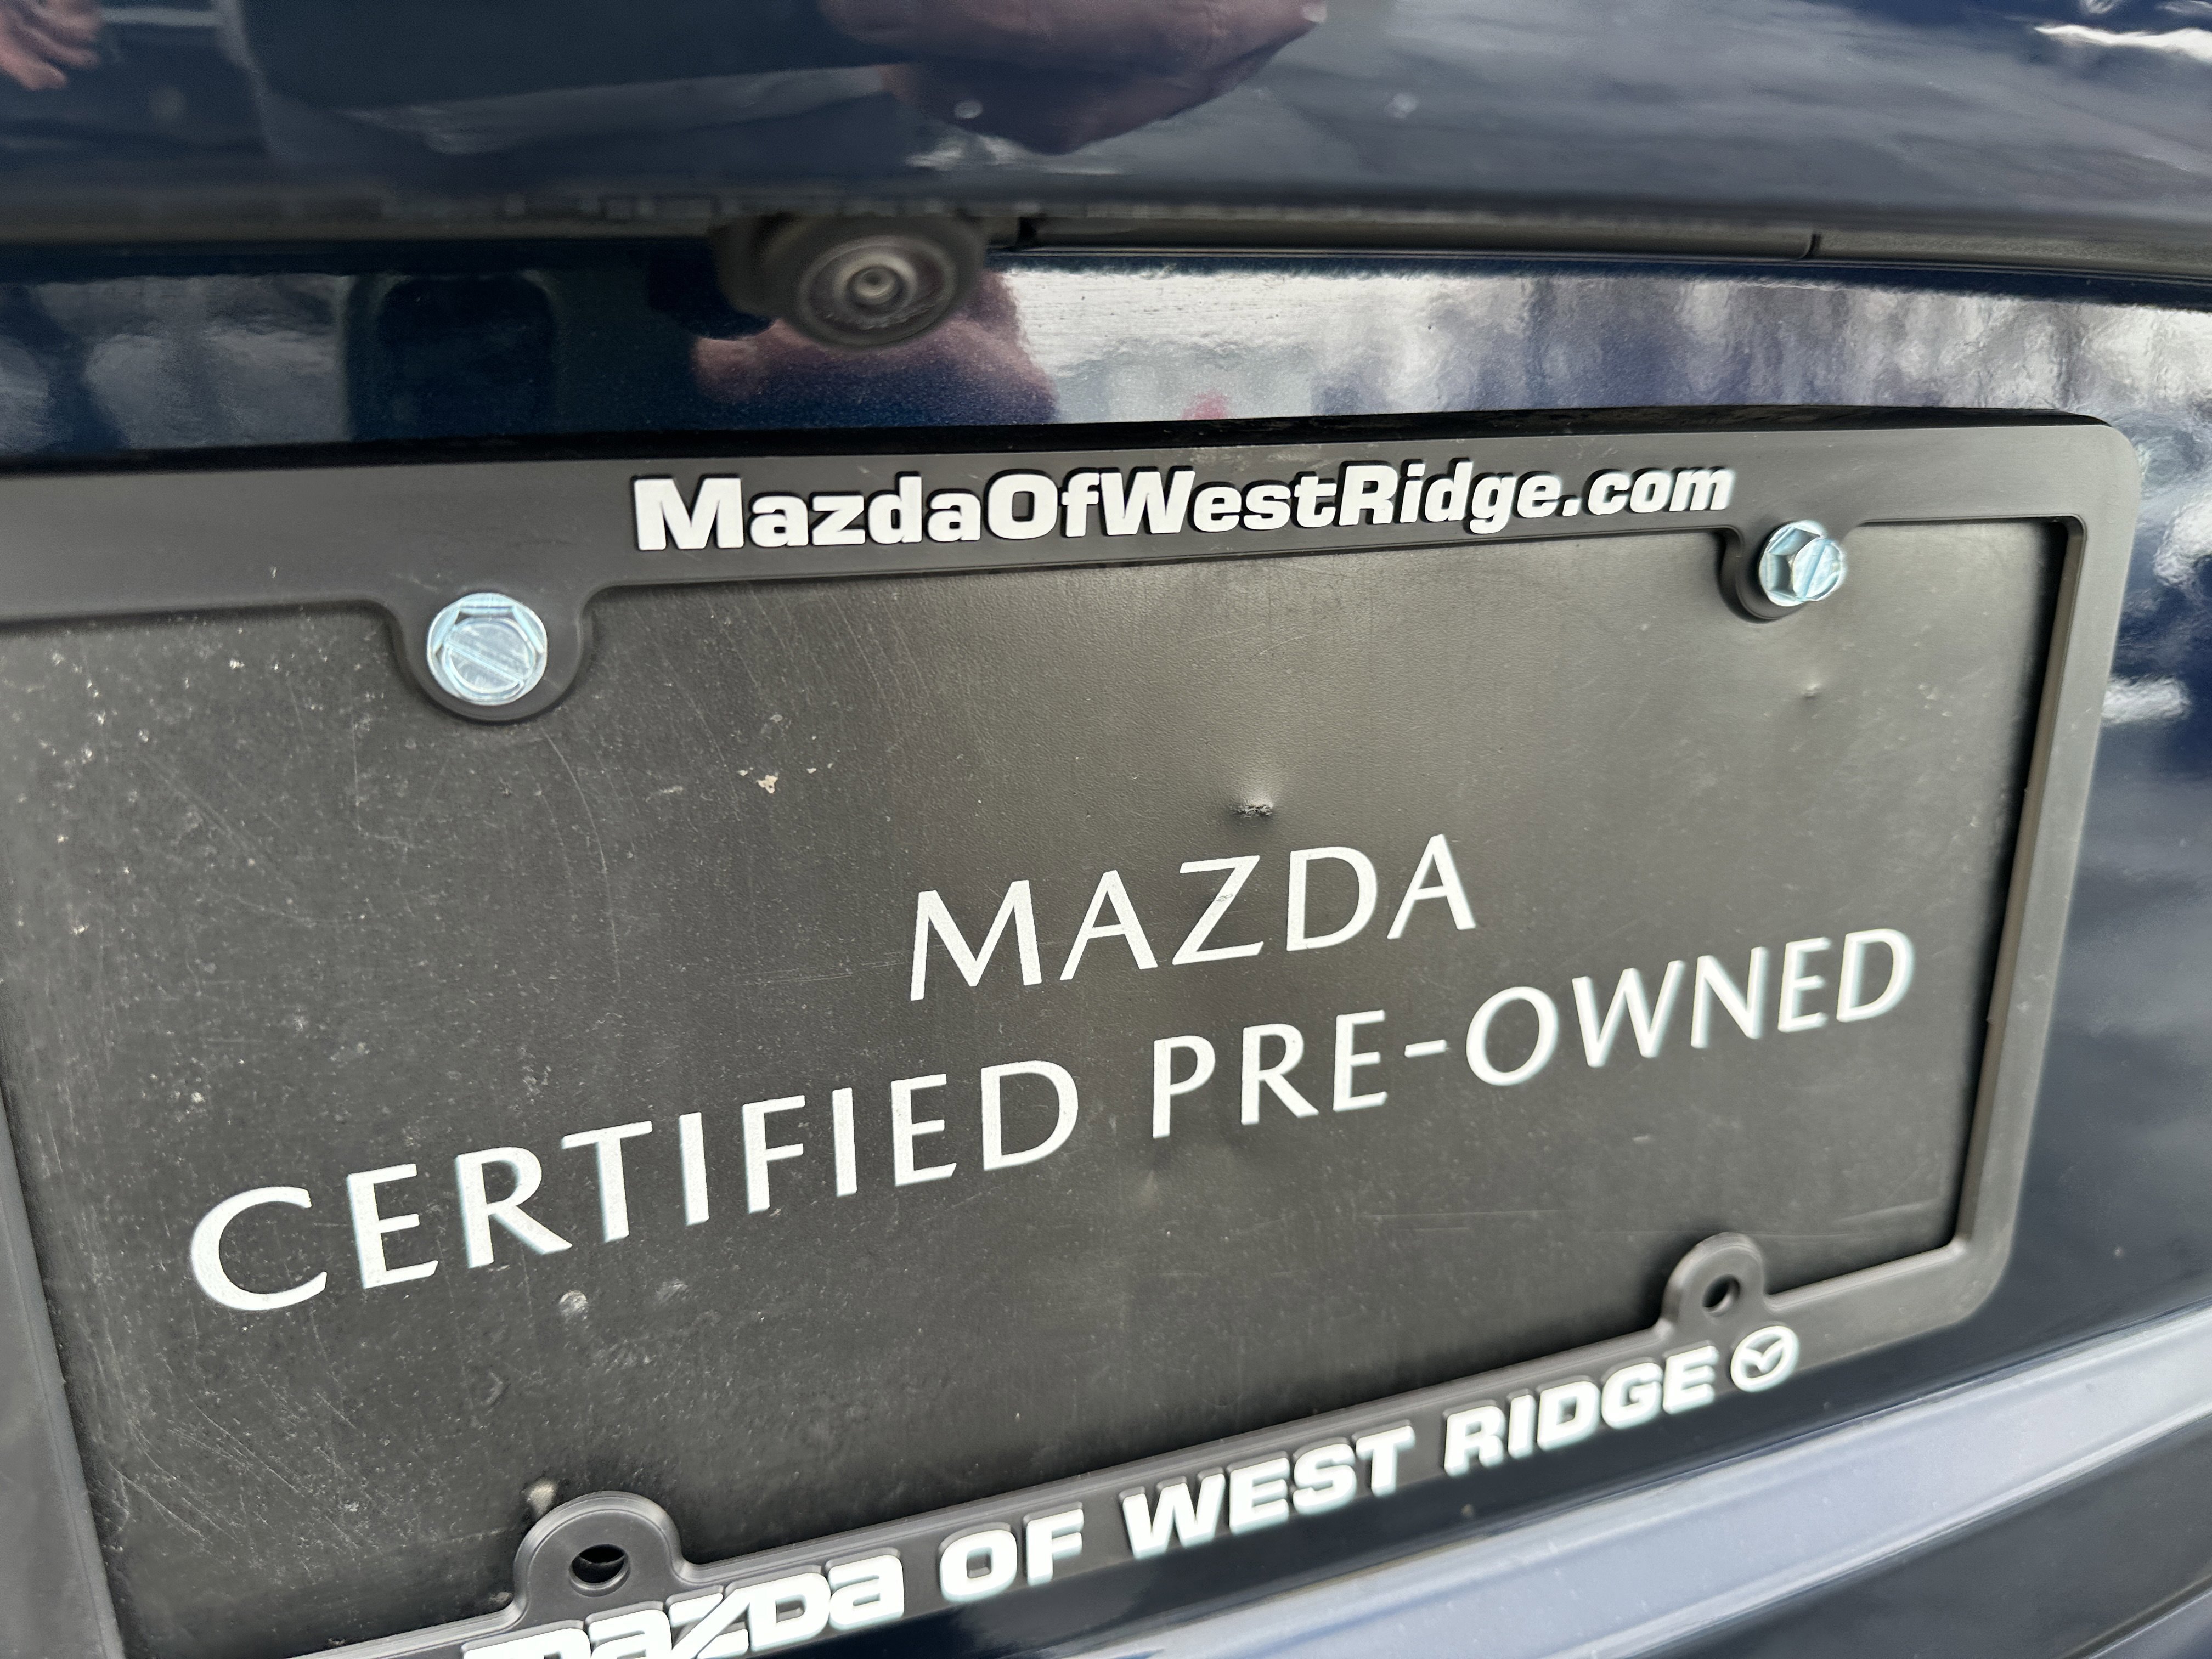 MazdaOfWestRidge.com
MAZDA
CERTIFIED PRE-OWNED
mazda OF WEST RIDGE